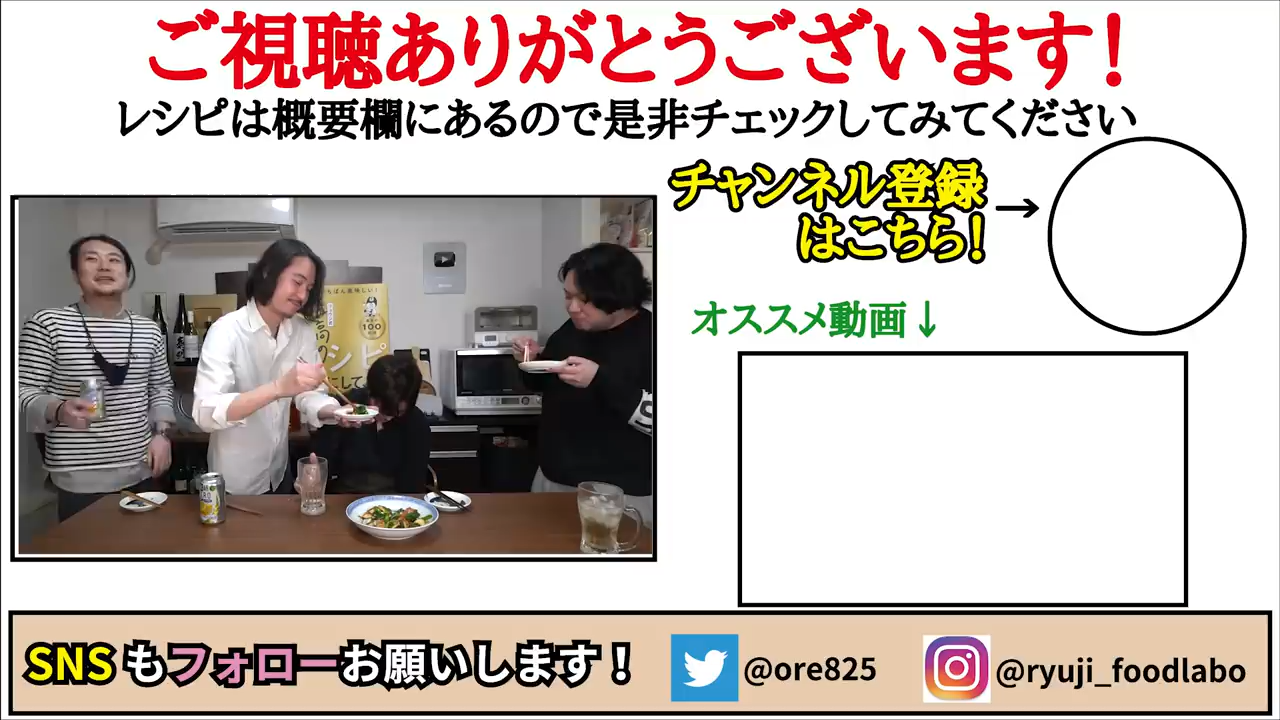 ご視聴ありがとうございます!
レシピは概要欄にあるので是非チェックしてみてください
チャンネル登録
はこちら!
→
オススメ動画↓
100
シピ
SNSもフォローお願いします!
@ore825
@ryuji_foodlabo